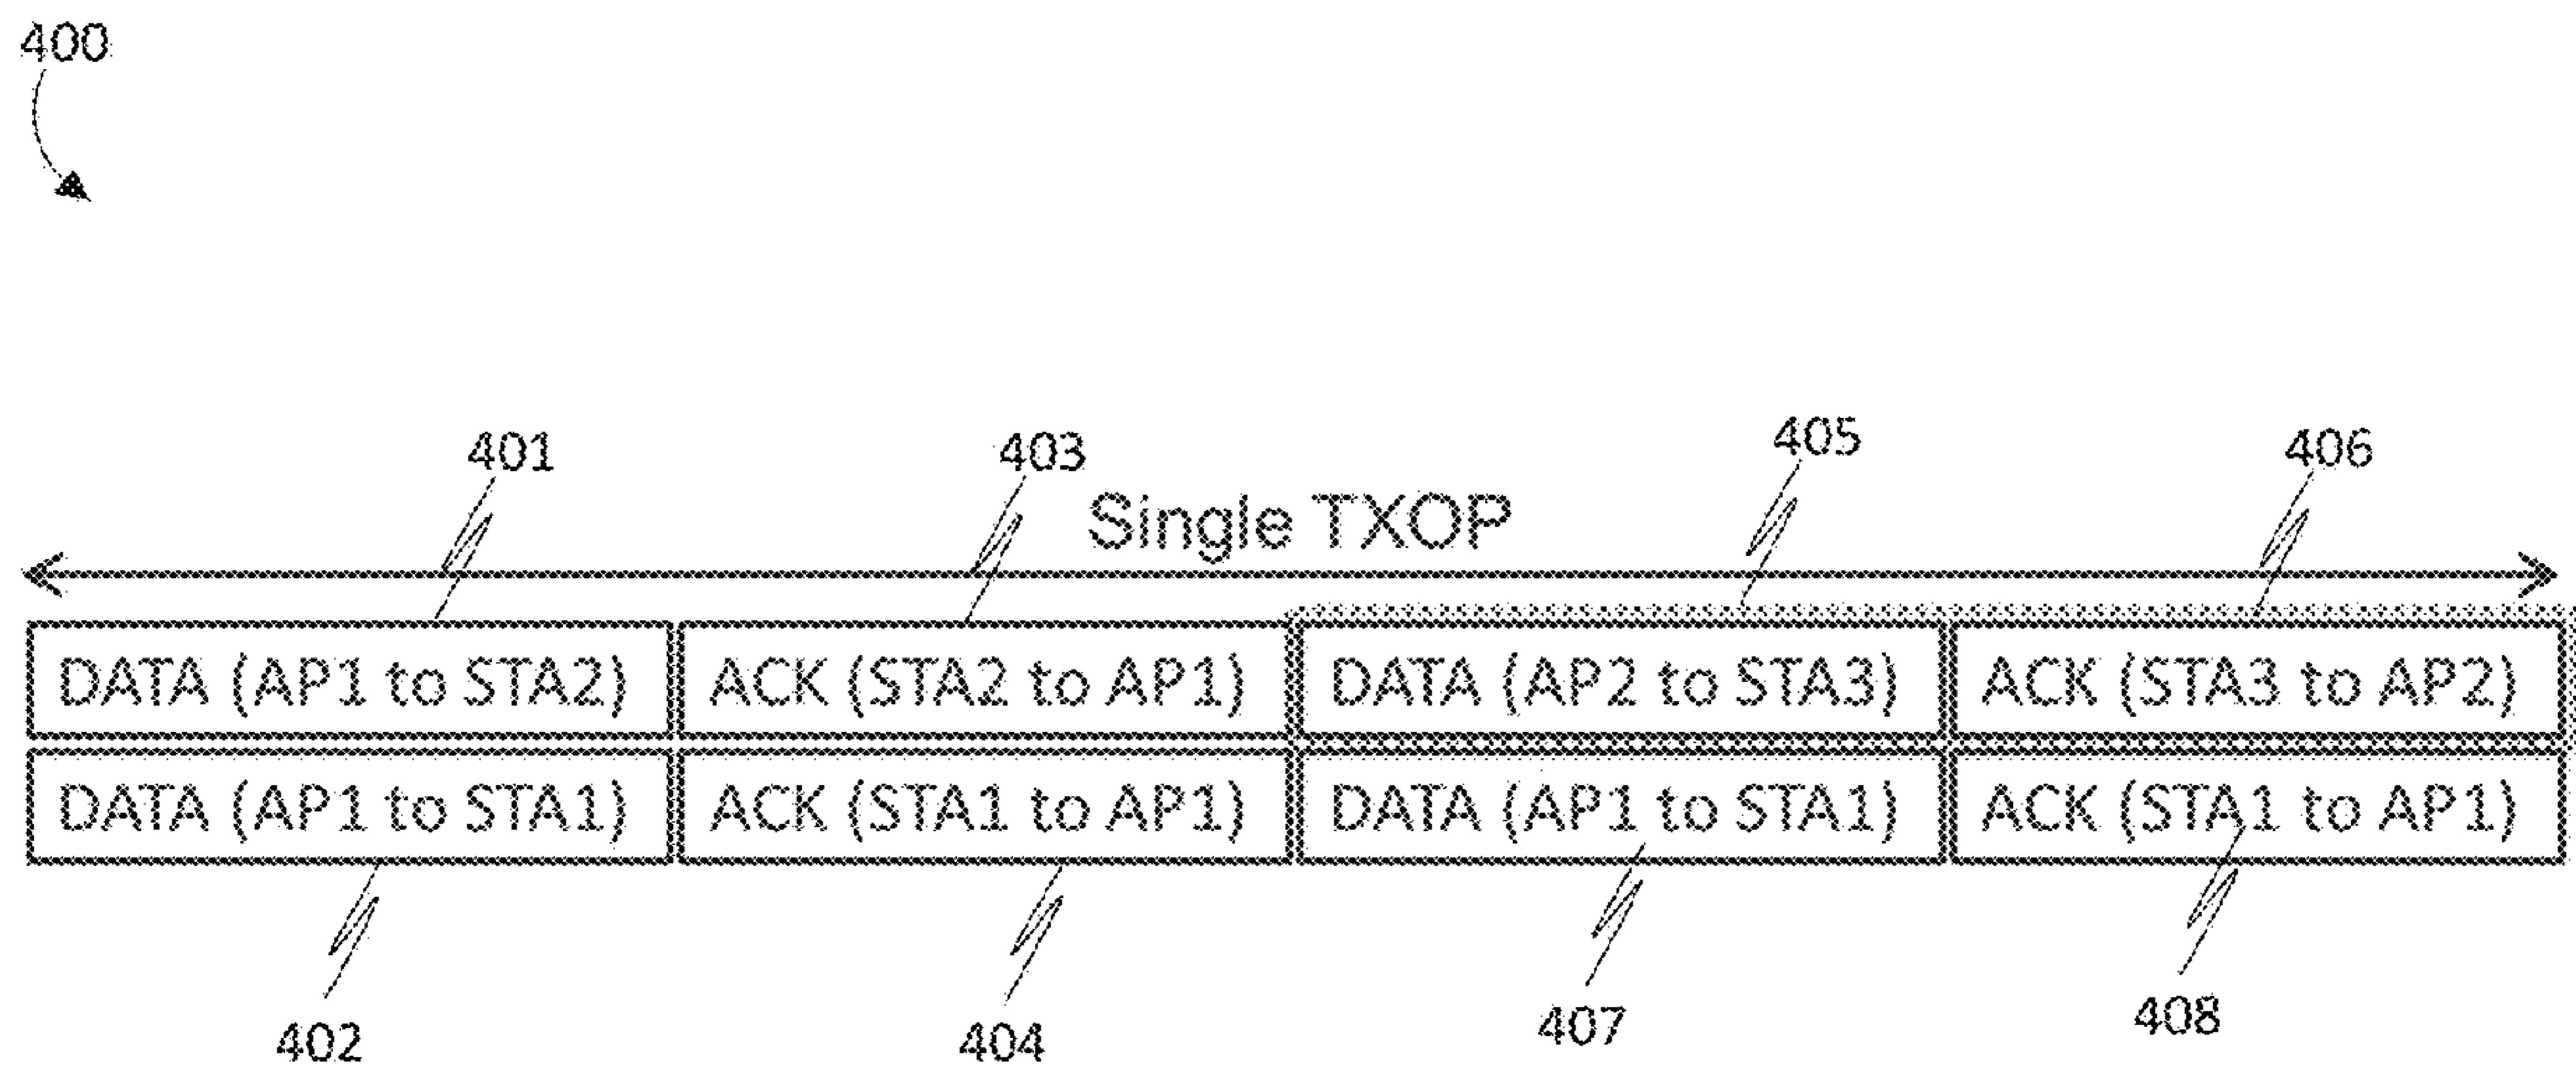 400
401 403 405 406
Single TXOP
DATA (AP1 to STA2) ACK (STA2 to AP1) DATA (AP2 to STA3) ACK (STA3 to AP2)
DATA (AP1 to STA1) ACK (STA1 to AP1) DATA (AP1 to STA1) ACK (STA1 to AP1)
402 404 407 408